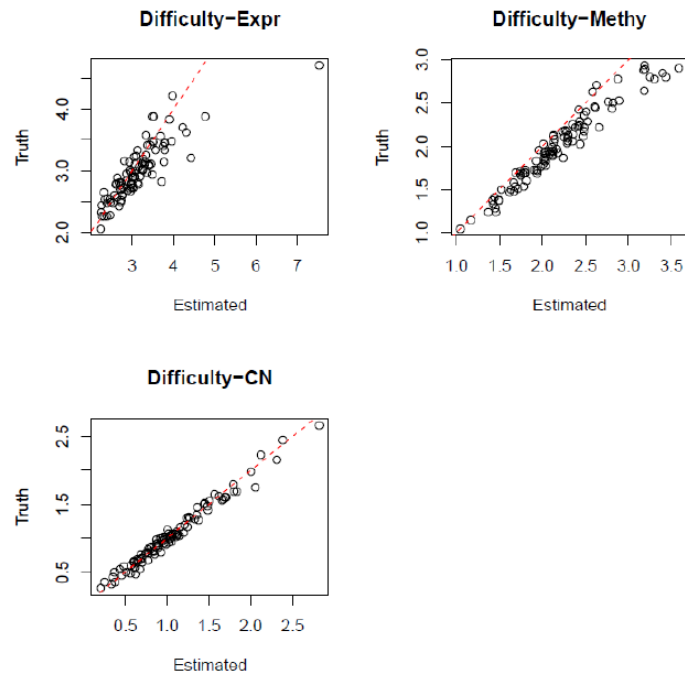 Difficulty−Expr
Truth
2.0 3.0 4.0
3 4 5 6 7
Estimated
Difficulty−Methy
Truth
1.0 1.5 2.0 2.5 3.0
1.0 1.5 2.0 2.5 3.0 3.5
Estimated
Difficulty−CN
Truth
0.5 1.5 2.5
0.5 1.0 1.5 2.0 2.5
Estimated